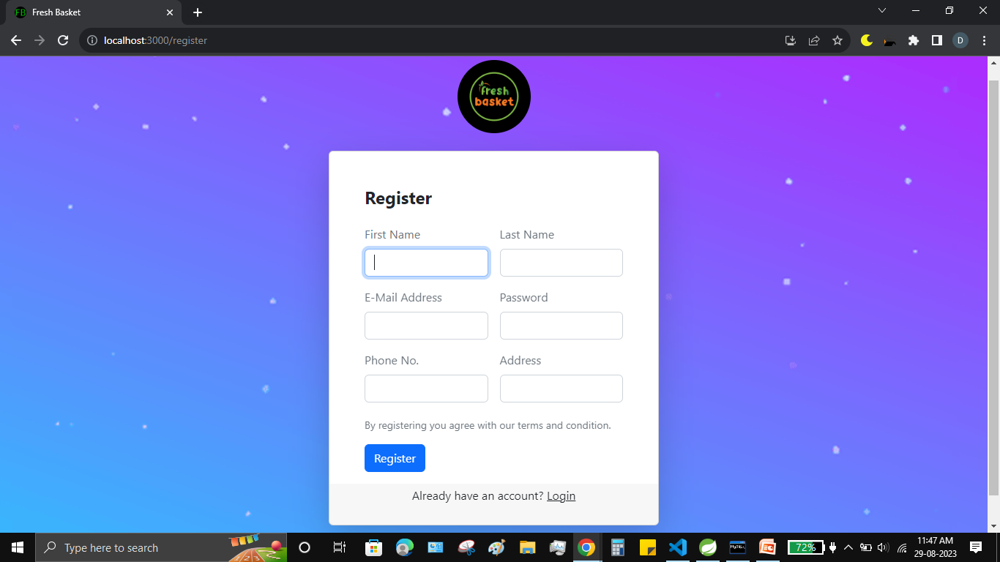 FB Fresh Basket
localhost:3000/register
D
fresh
basket
Register
First Name Last Name
E-Mail Address Password
Phone No. Address
By registering you agree with our terms and condition.
Register
Already have an account? Login
Type here to search
MySQL
72%
11:47 AM
29-08-2023